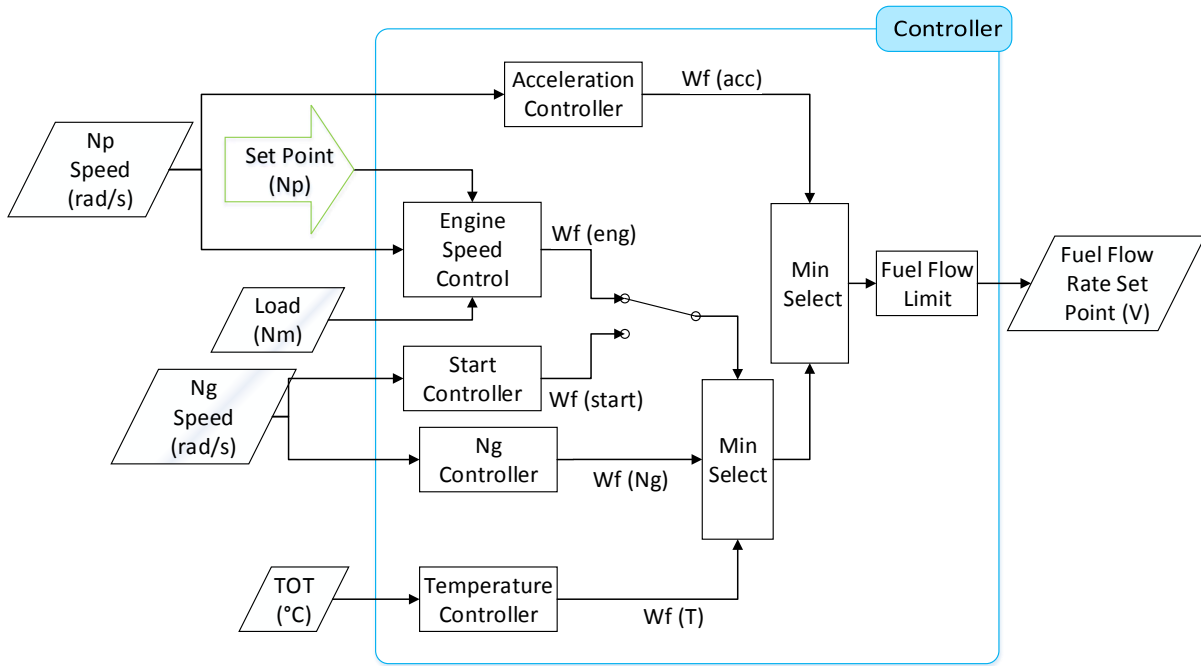 Controller
Acceleration
Controller
Wf (acc)
Np
Speed
(rad/s)
Set Point
(Np)
Engine
Speed
Control
Wf (eng)
Min
Select
Fuel Flow
Limit
Fuel Flow
Rate Set
Point (V)
Load
(Nm)
Start
Controller
Wf (start)
Ng
Speed
(rad/s)
Ng
Controller
Wf (Ng)
Min
Select
TOT
(°C)
Temperature
Controller
Wf (T)